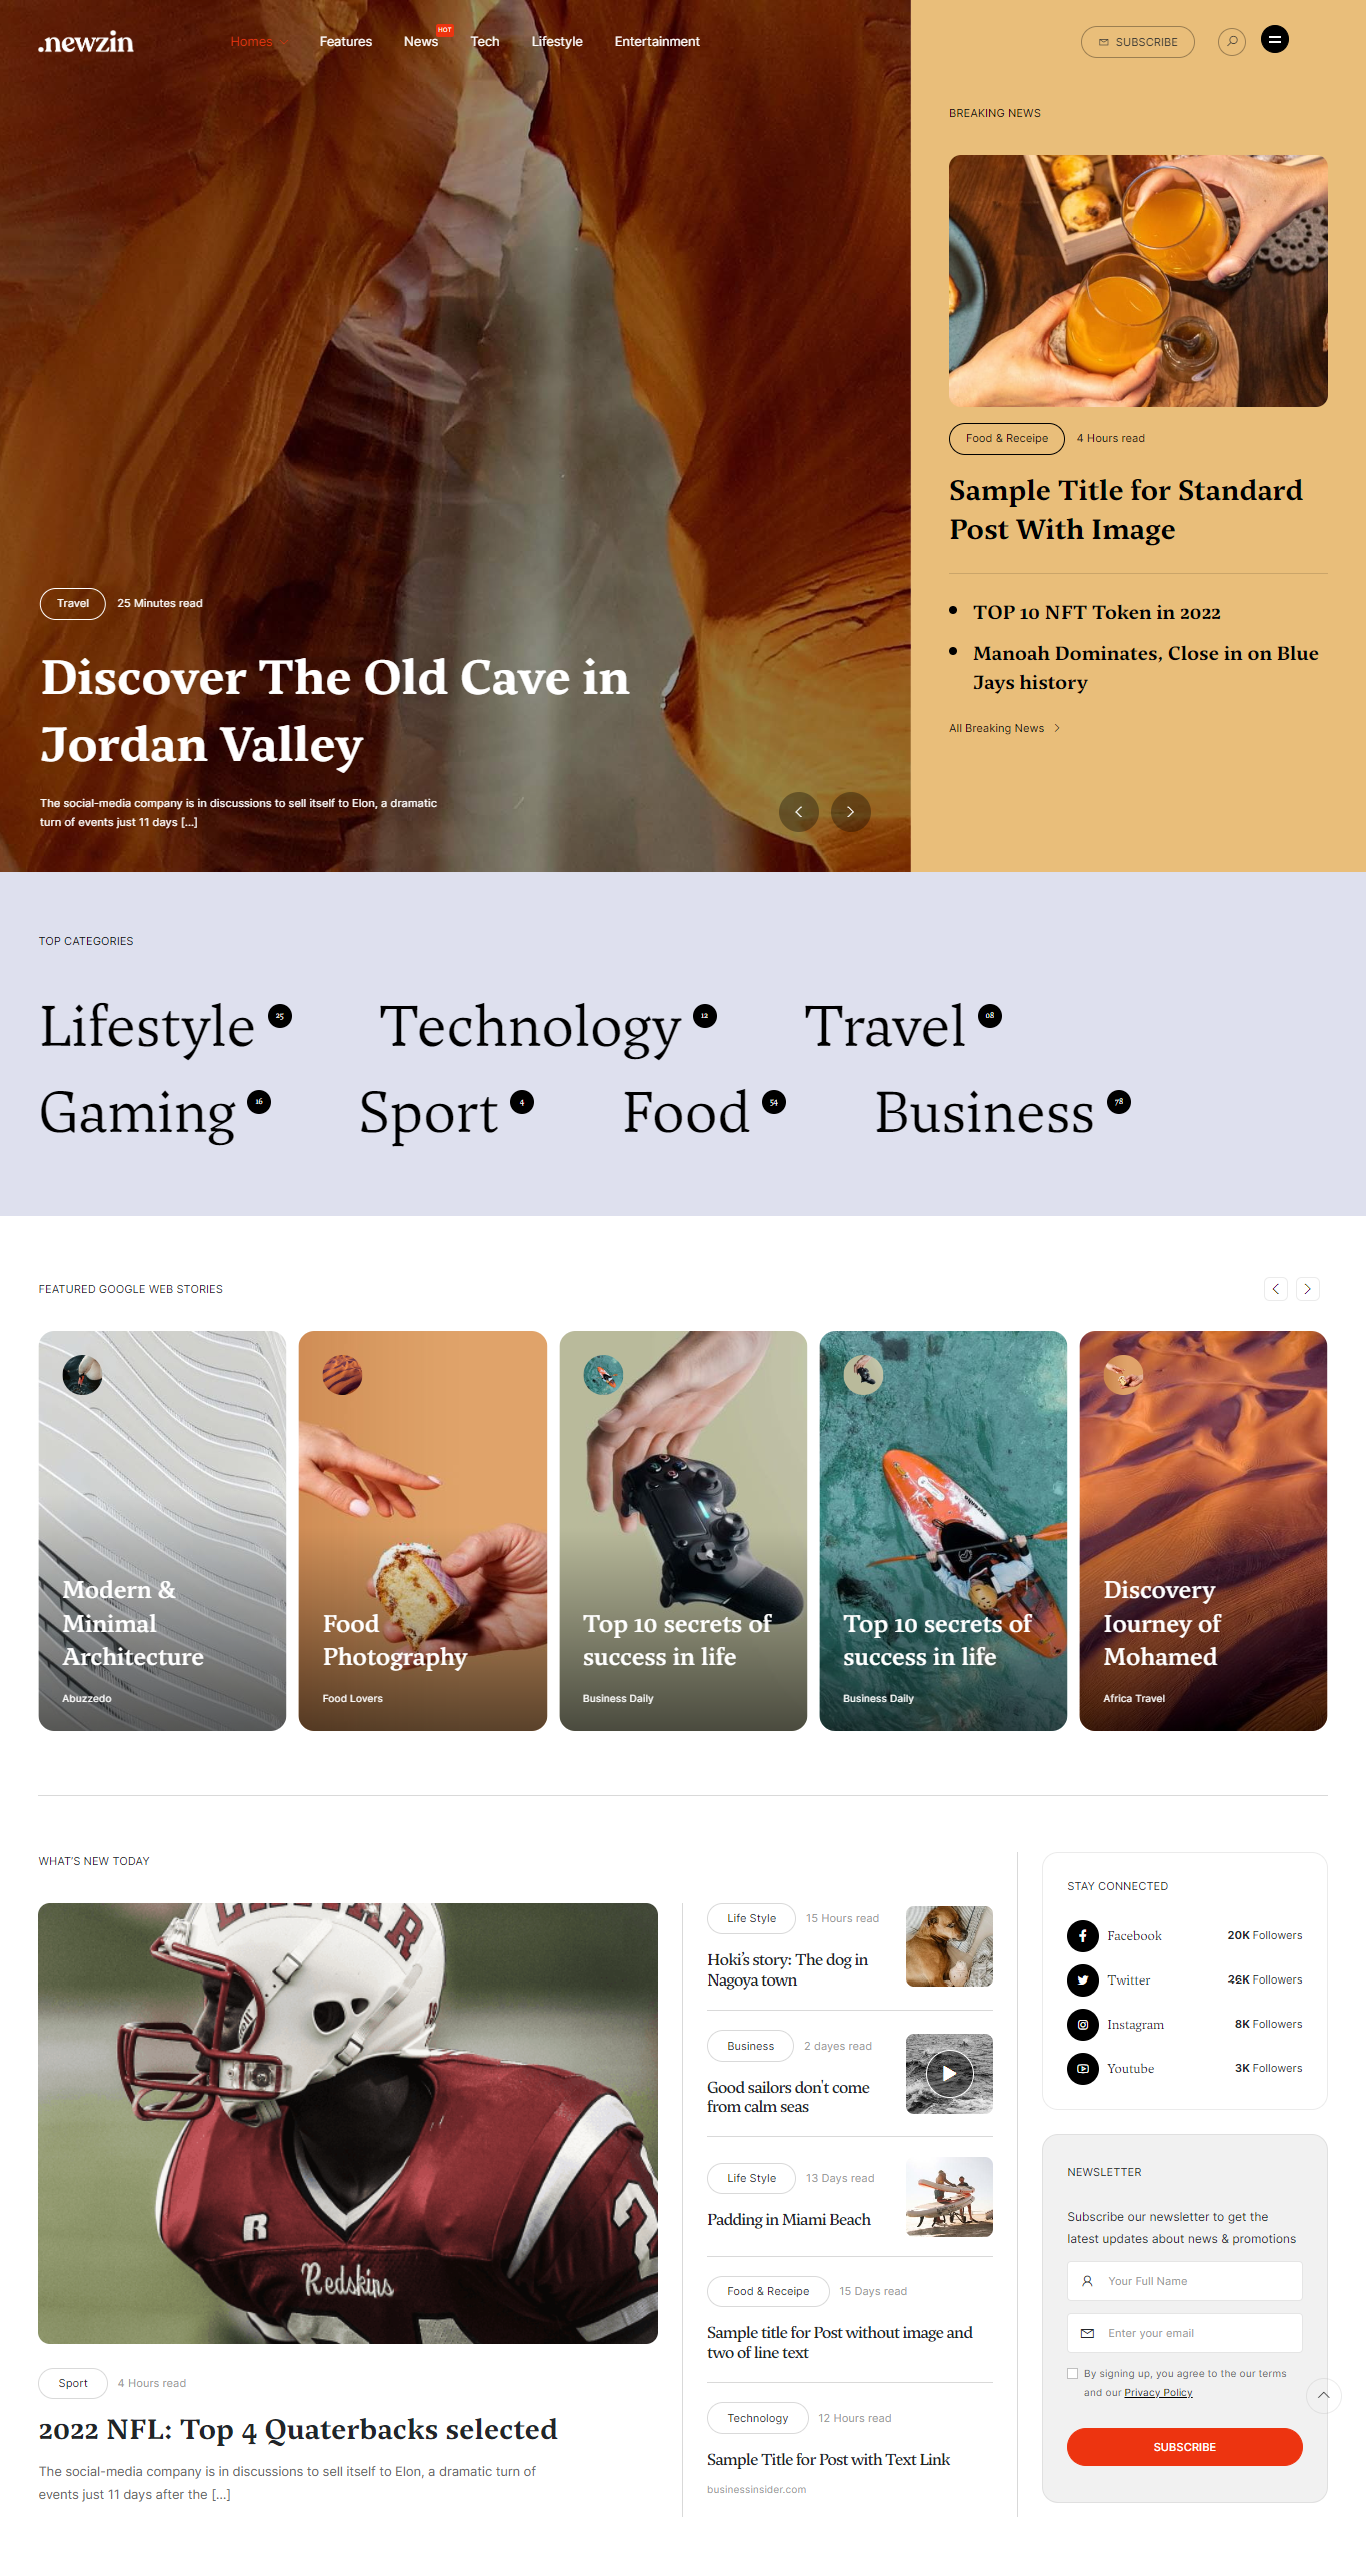 .newzin
Homes
Features
News
HOT
Tech
Lifestyle
Entertainment
SUBSCRIBE
Travel
25 Minutes read
Discover The Old Cave in
Jordan Valley
The social-media company is in discussions to sell itself to Elon, a dramatic
turn of events just 11 days [...]
BREAKING NEWS
Food & Receipe
4 Hours read
Sample Title for Standard
Post With Image
TOP 10 NFT Token in 2022
Manoah Dominates, Close in on Blue
Jays history
All Breaking News
TOP CATEGORIES
Lifestyle 25
Technology 12
Travel 08
Gaming 16
Sport 4
Food 54
Business 78
FEATURED GOOGLE WEB STORIES
Modern &
Minimal
Architecture
Abuzzedo
Food
Photography
Food Lovers
Top 10 secrets of
success in life
Business Daily
Top 10 secrets of
success in life
Business Daily
Discovery
Iourney of
Mohamed
Africa Travel
WHAT'S NEW TODAY
R
Redskins
Sport
4 Hours read
2022 NFL: Top 4 Quaterbacks selected
The social-media company is in discussions to sell itself to Elon, a dramatic turn of
events just 11 days after the [...]
Life Style
15 Hours read
Hoki's story: The dog in
Nagoya town
Business
2 dayes read
Good sailors don't come
from calm seas
Life Style
13 Days read
Padding in Miami Beach
Food & Receipe
15 Days read
Sample title for Post without image and
two of line text
Technology
12 Hours read
Sample Title for Post with Text Link
businessinsider.com
STAY CONNECTED
Facebook
20K Followers
Twitter
26K Followers
Instagram
8K Followers
Youtube
3K Followers
NEWSLETTER
Subscribe our newsletter to get the
latest updates about news & promotions
Your Full Name
Enter your email
By signing up, you agree to the our terms
and our Privacy Policy
SUBSCRIBE